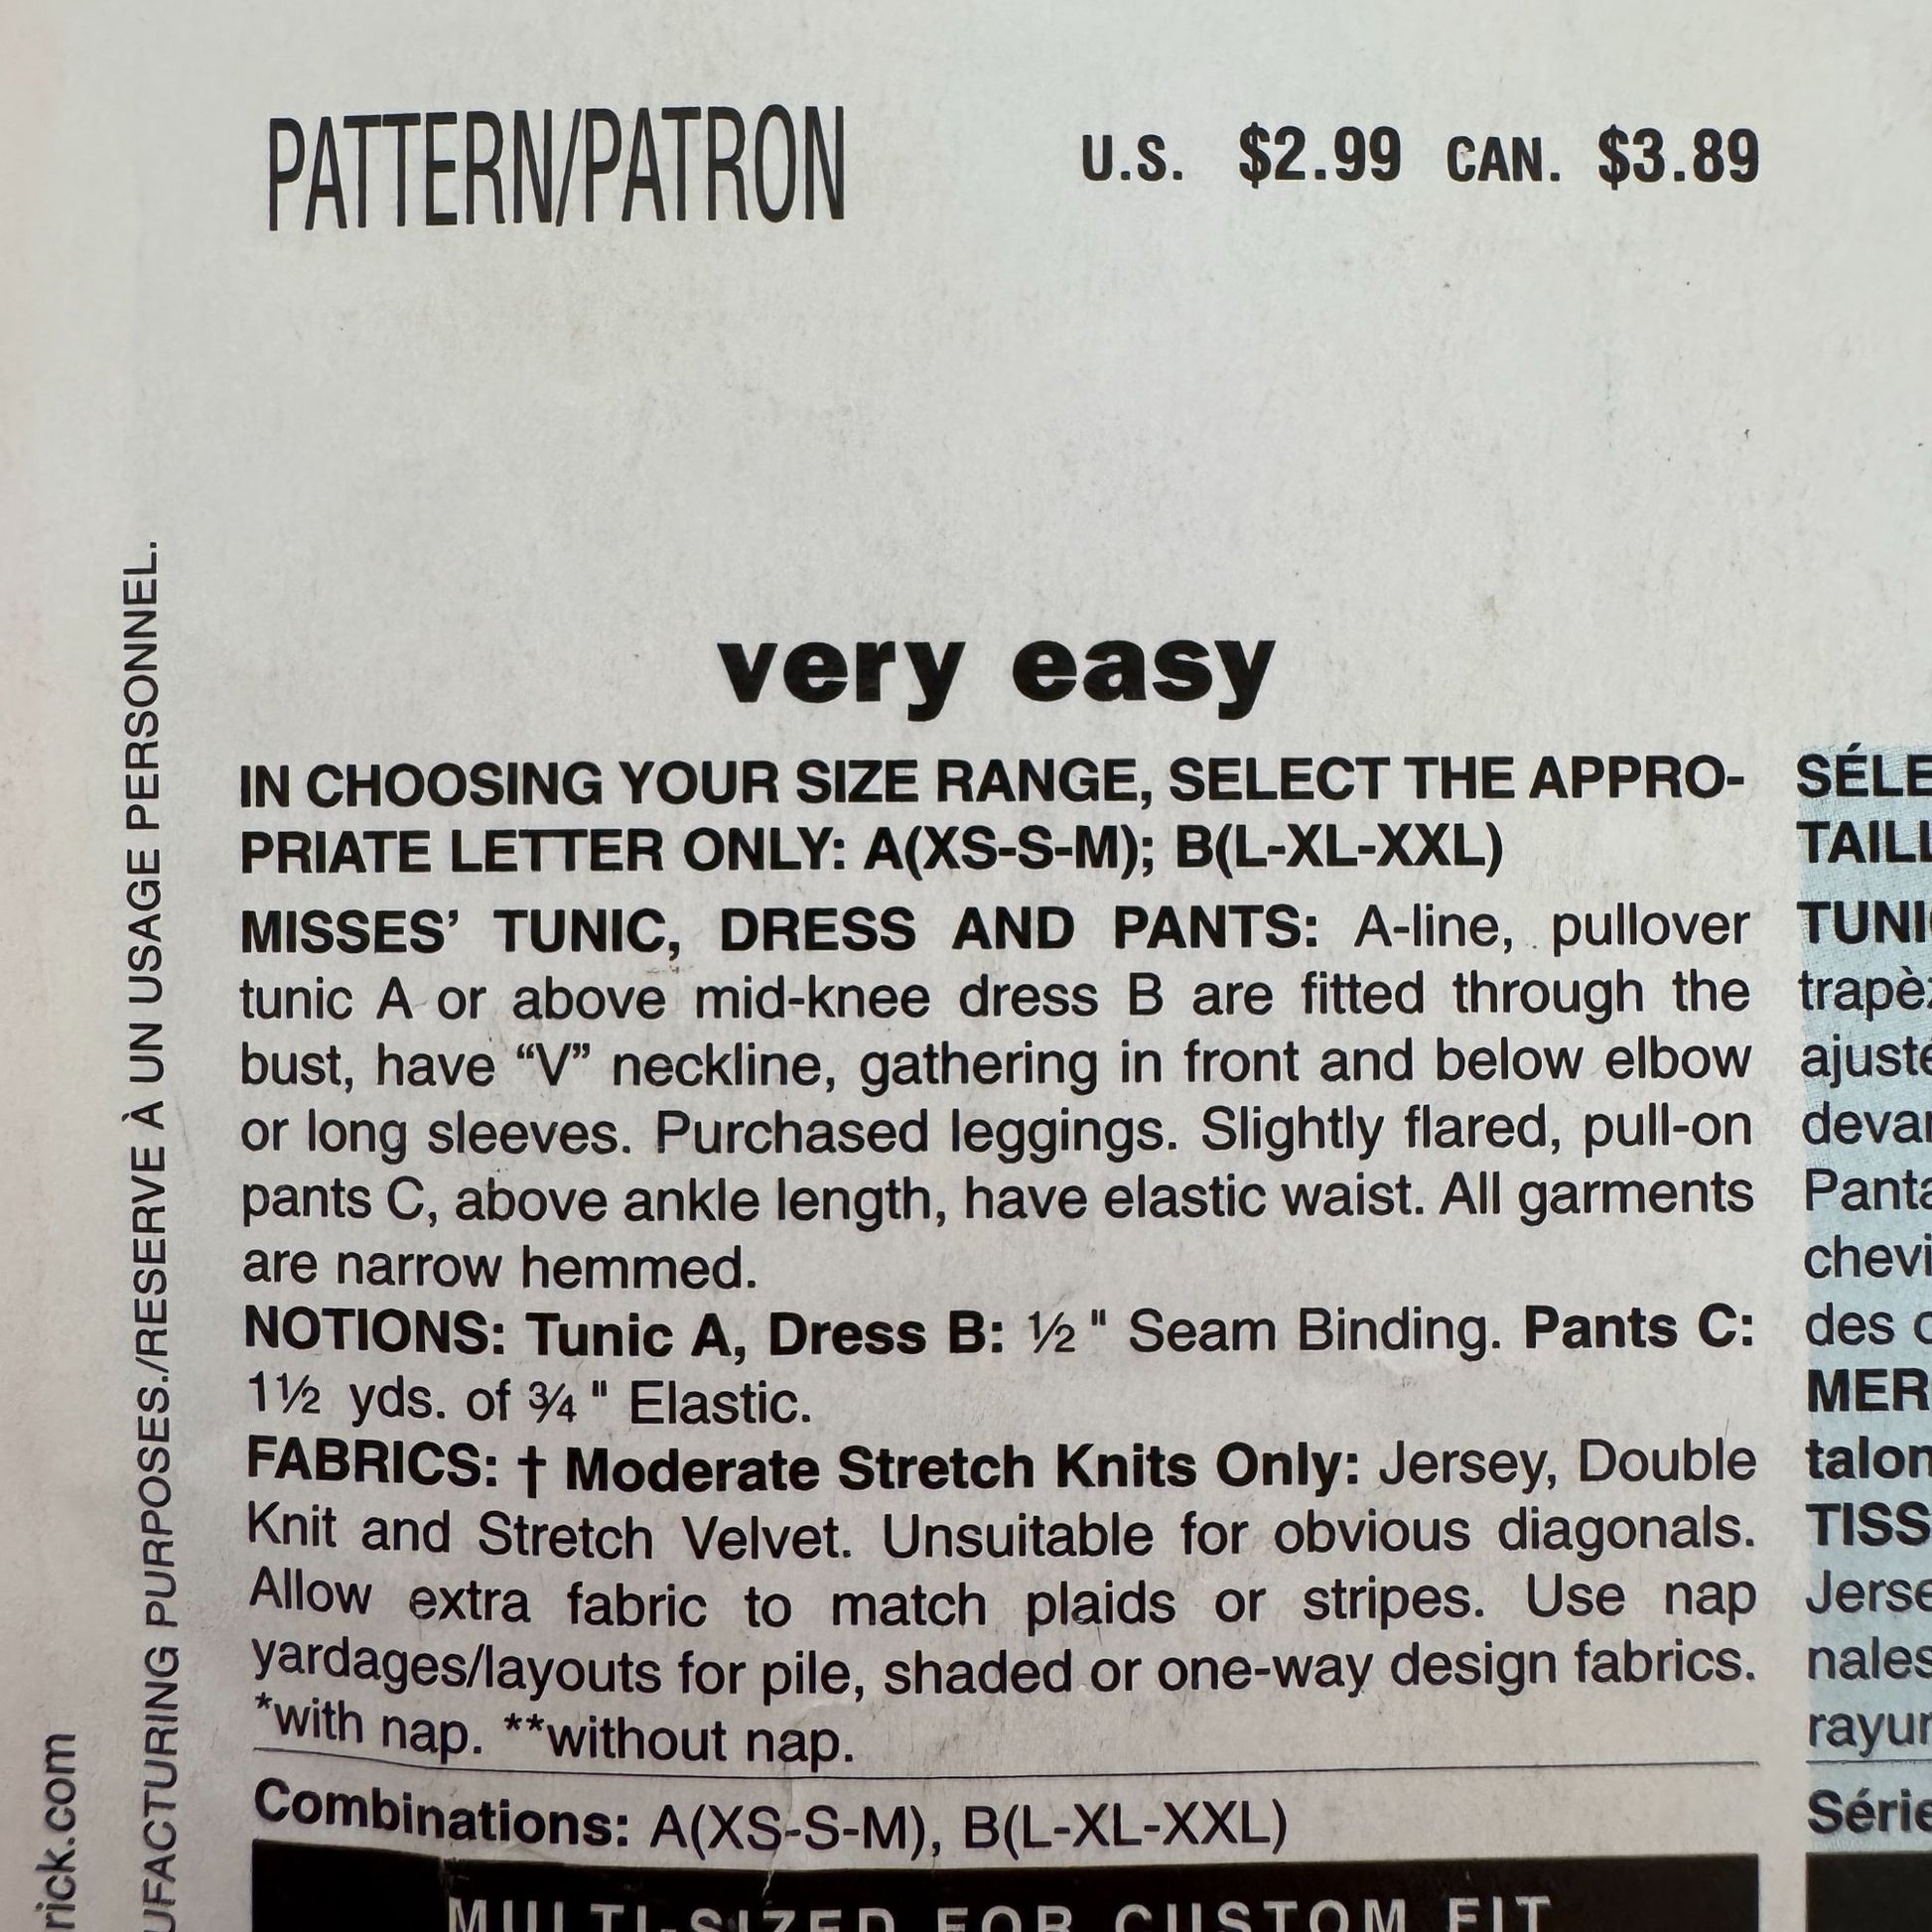 PATTERN/PATRON
U.S. $2.99 CAN. $3.89
very easy
IN CHOOSING YOUR SIZE RANGE, SELECT THE APPRO-
PRIATE LETTER ONLY: A(XS-S-M); B(L-XL-XXL)
MISSES’ TUNIC, DRESS AND PANTS: A-line, pullover
tunic A or above mid-knee dress B are fitted through the
bust, have “V” neckline, gathering in front and below elbow
or long sleeves. Purchased leggings. Slightly flared, pull-on
pants C, above ankle length, have elastic waist. All garments
are narrow hemmed.
NOTIONS: Tunic A, Dress B: ½ " Seam Binding. Pants C:
1½ yds. of ¾ " Elastic.
FABRICS: † Moderate Stretch Knits Only: Jersey, Double
Knit and Stretch Velvet. Unsuitable for obvious diagonals.
Allow extra fabric to match plaids or stripes. Use nap
yardages/layouts for pile, shaded or one-way design fabrics.
*with nap. **without nap.
Combinations: A(XS-S-M), B(L-XL-XXL)
MULTI-SIZED FOR CUSTOM FIT
SÉLE
TAILL
TUNI
trapè
ajusté
devan
Panta
chevi
des
MER
talon
TISS
Jerse
nales
rayur
Série
UFACTURING PURPOSES./RESERVE À UN USAGE PERSONNEL.
rick.com